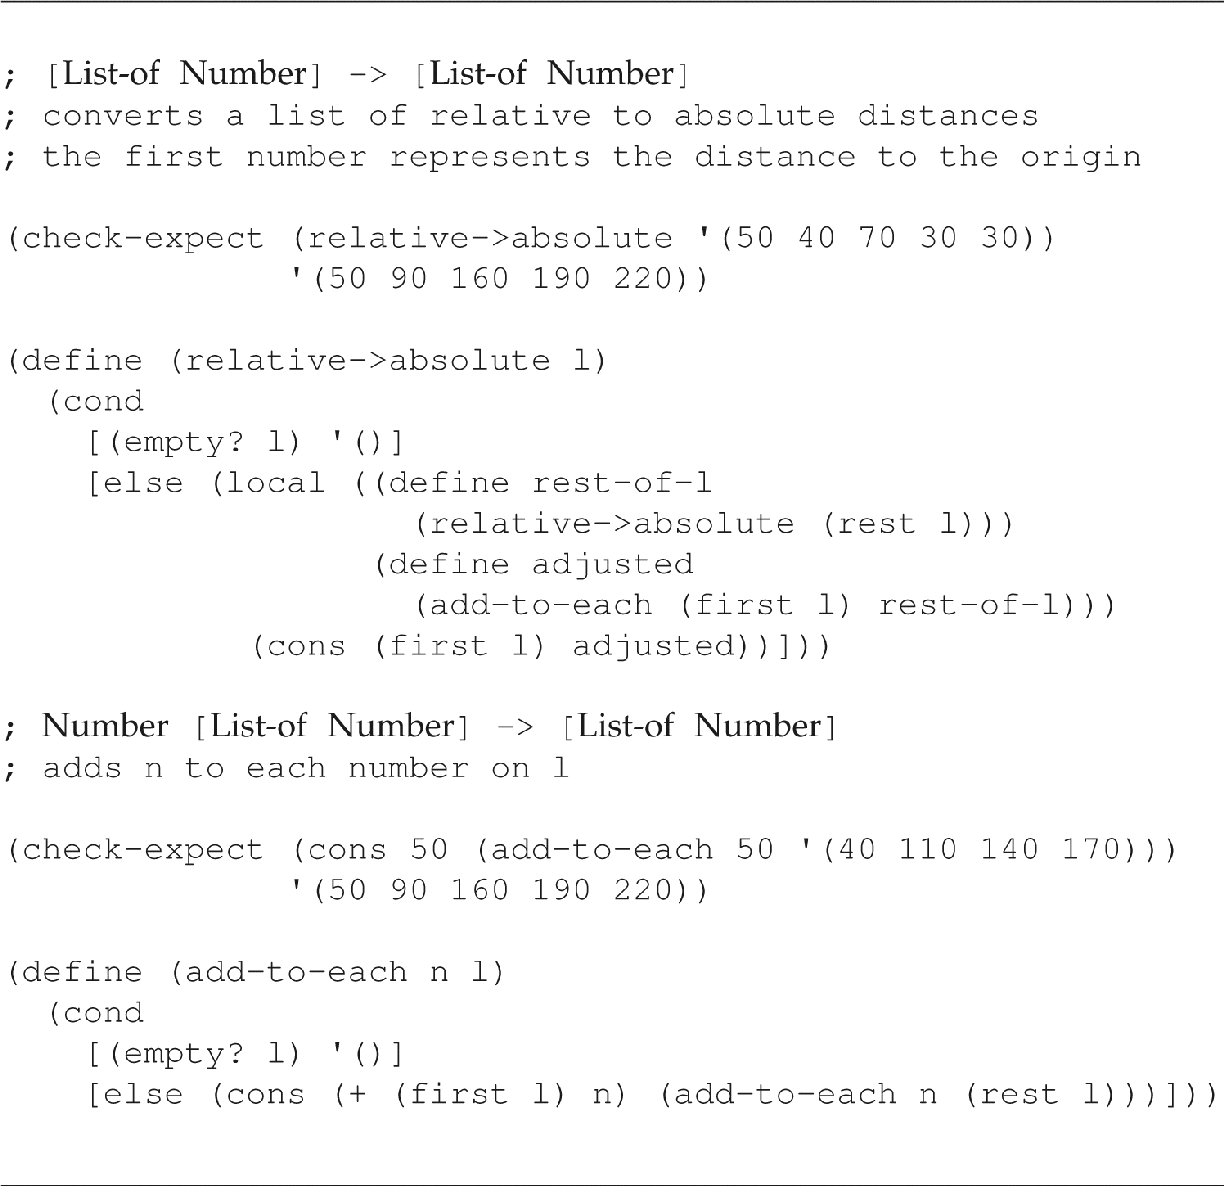 ; [List-of Number] -> [List-of Number]
; converts a list of relative to absolute distances
; the first number represents the distance to the origin
(check-expect (relative->absolute '(50 40 70 30 30))
              '(50 90 160 190 220))
(define (relative->absolute l)
  (cond
    [(empty? l) '()]
    [else (local ((define rest-of-l
                    (relative->absolute (rest l)))
                  (define adjusted
                    (add-to-each (first l) rest-of-l)))
            (cons (first l) adjusted))]))
; Number [List-of Number] -> [List-of Number]
; adds n to each number on l
(check-expect (cons 50 (add-to-each 50 '(40 110 140 170)))
              '(50 90 160 190 220))
(define (add-to-each n l)
  (cond
    [(empty? l) '()]
    [else (cons (+ (first l) n) (add-to-each n (rest l)))]))